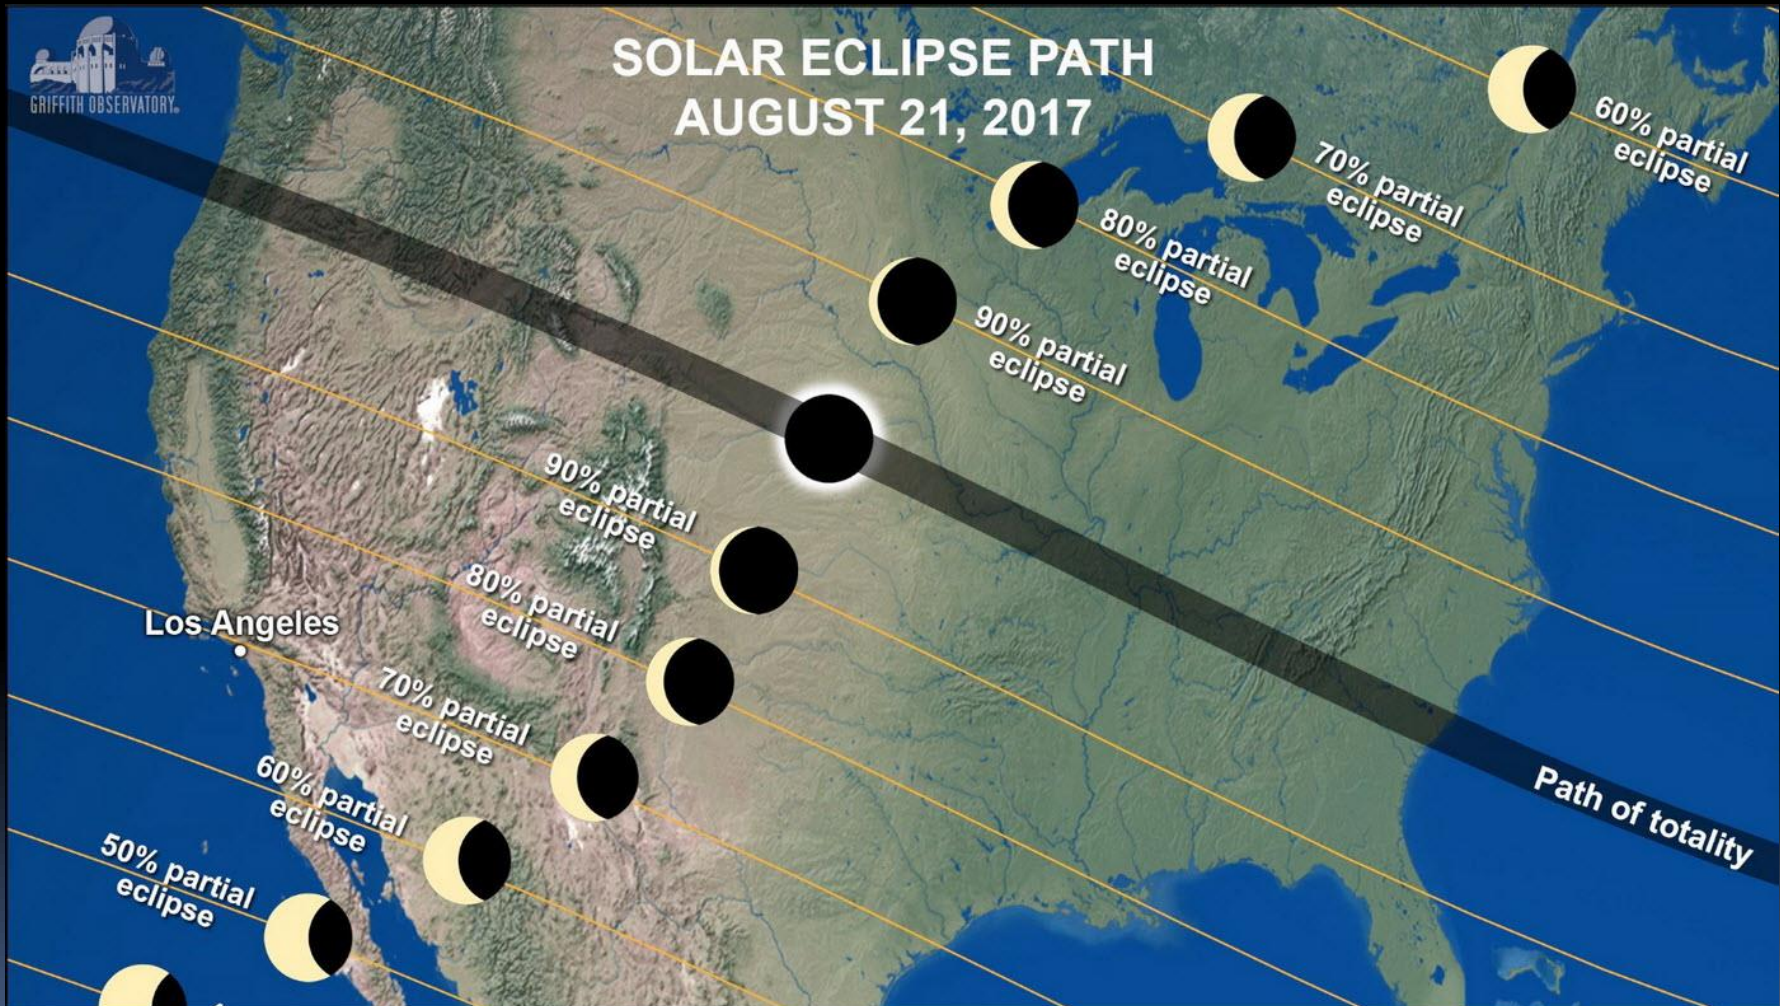 GRIFFITH OBSERVATORY®
SOLAR ECLIPSE PATH
AUGUST 21, 2017
60% partial
eclipse
70% partial
eclipse
80% partial
eclipse
90% partial
eclipse
90% partial
eclipse
80% partial
eclipse
Los Angeles
70% partial
eclipse
60% partial
eclipse
50% partial
eclipse
Path of totality